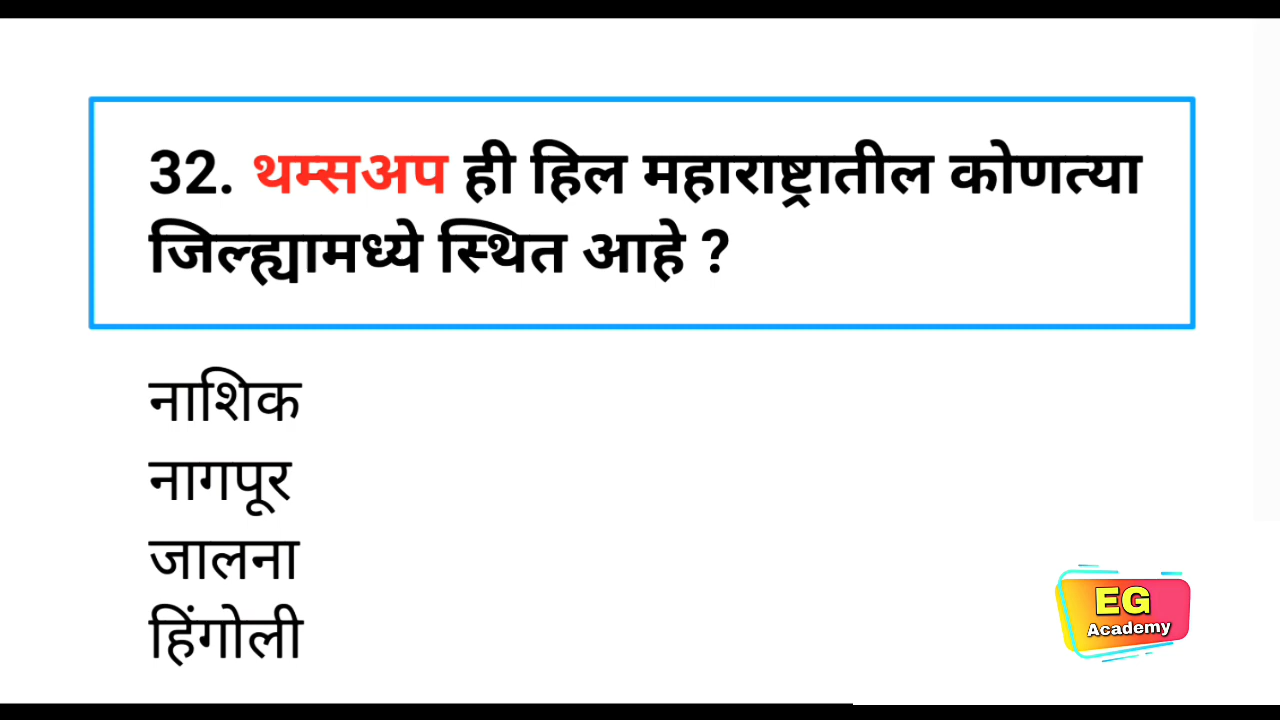 32. थम्सअप ही हिल महाराष्ट्रातील कोणत्या
जिल्ह्यामध्ये स्थित आहे ?
नाशिक
नागपूर
जालना
हिंगोली
EG
Academy